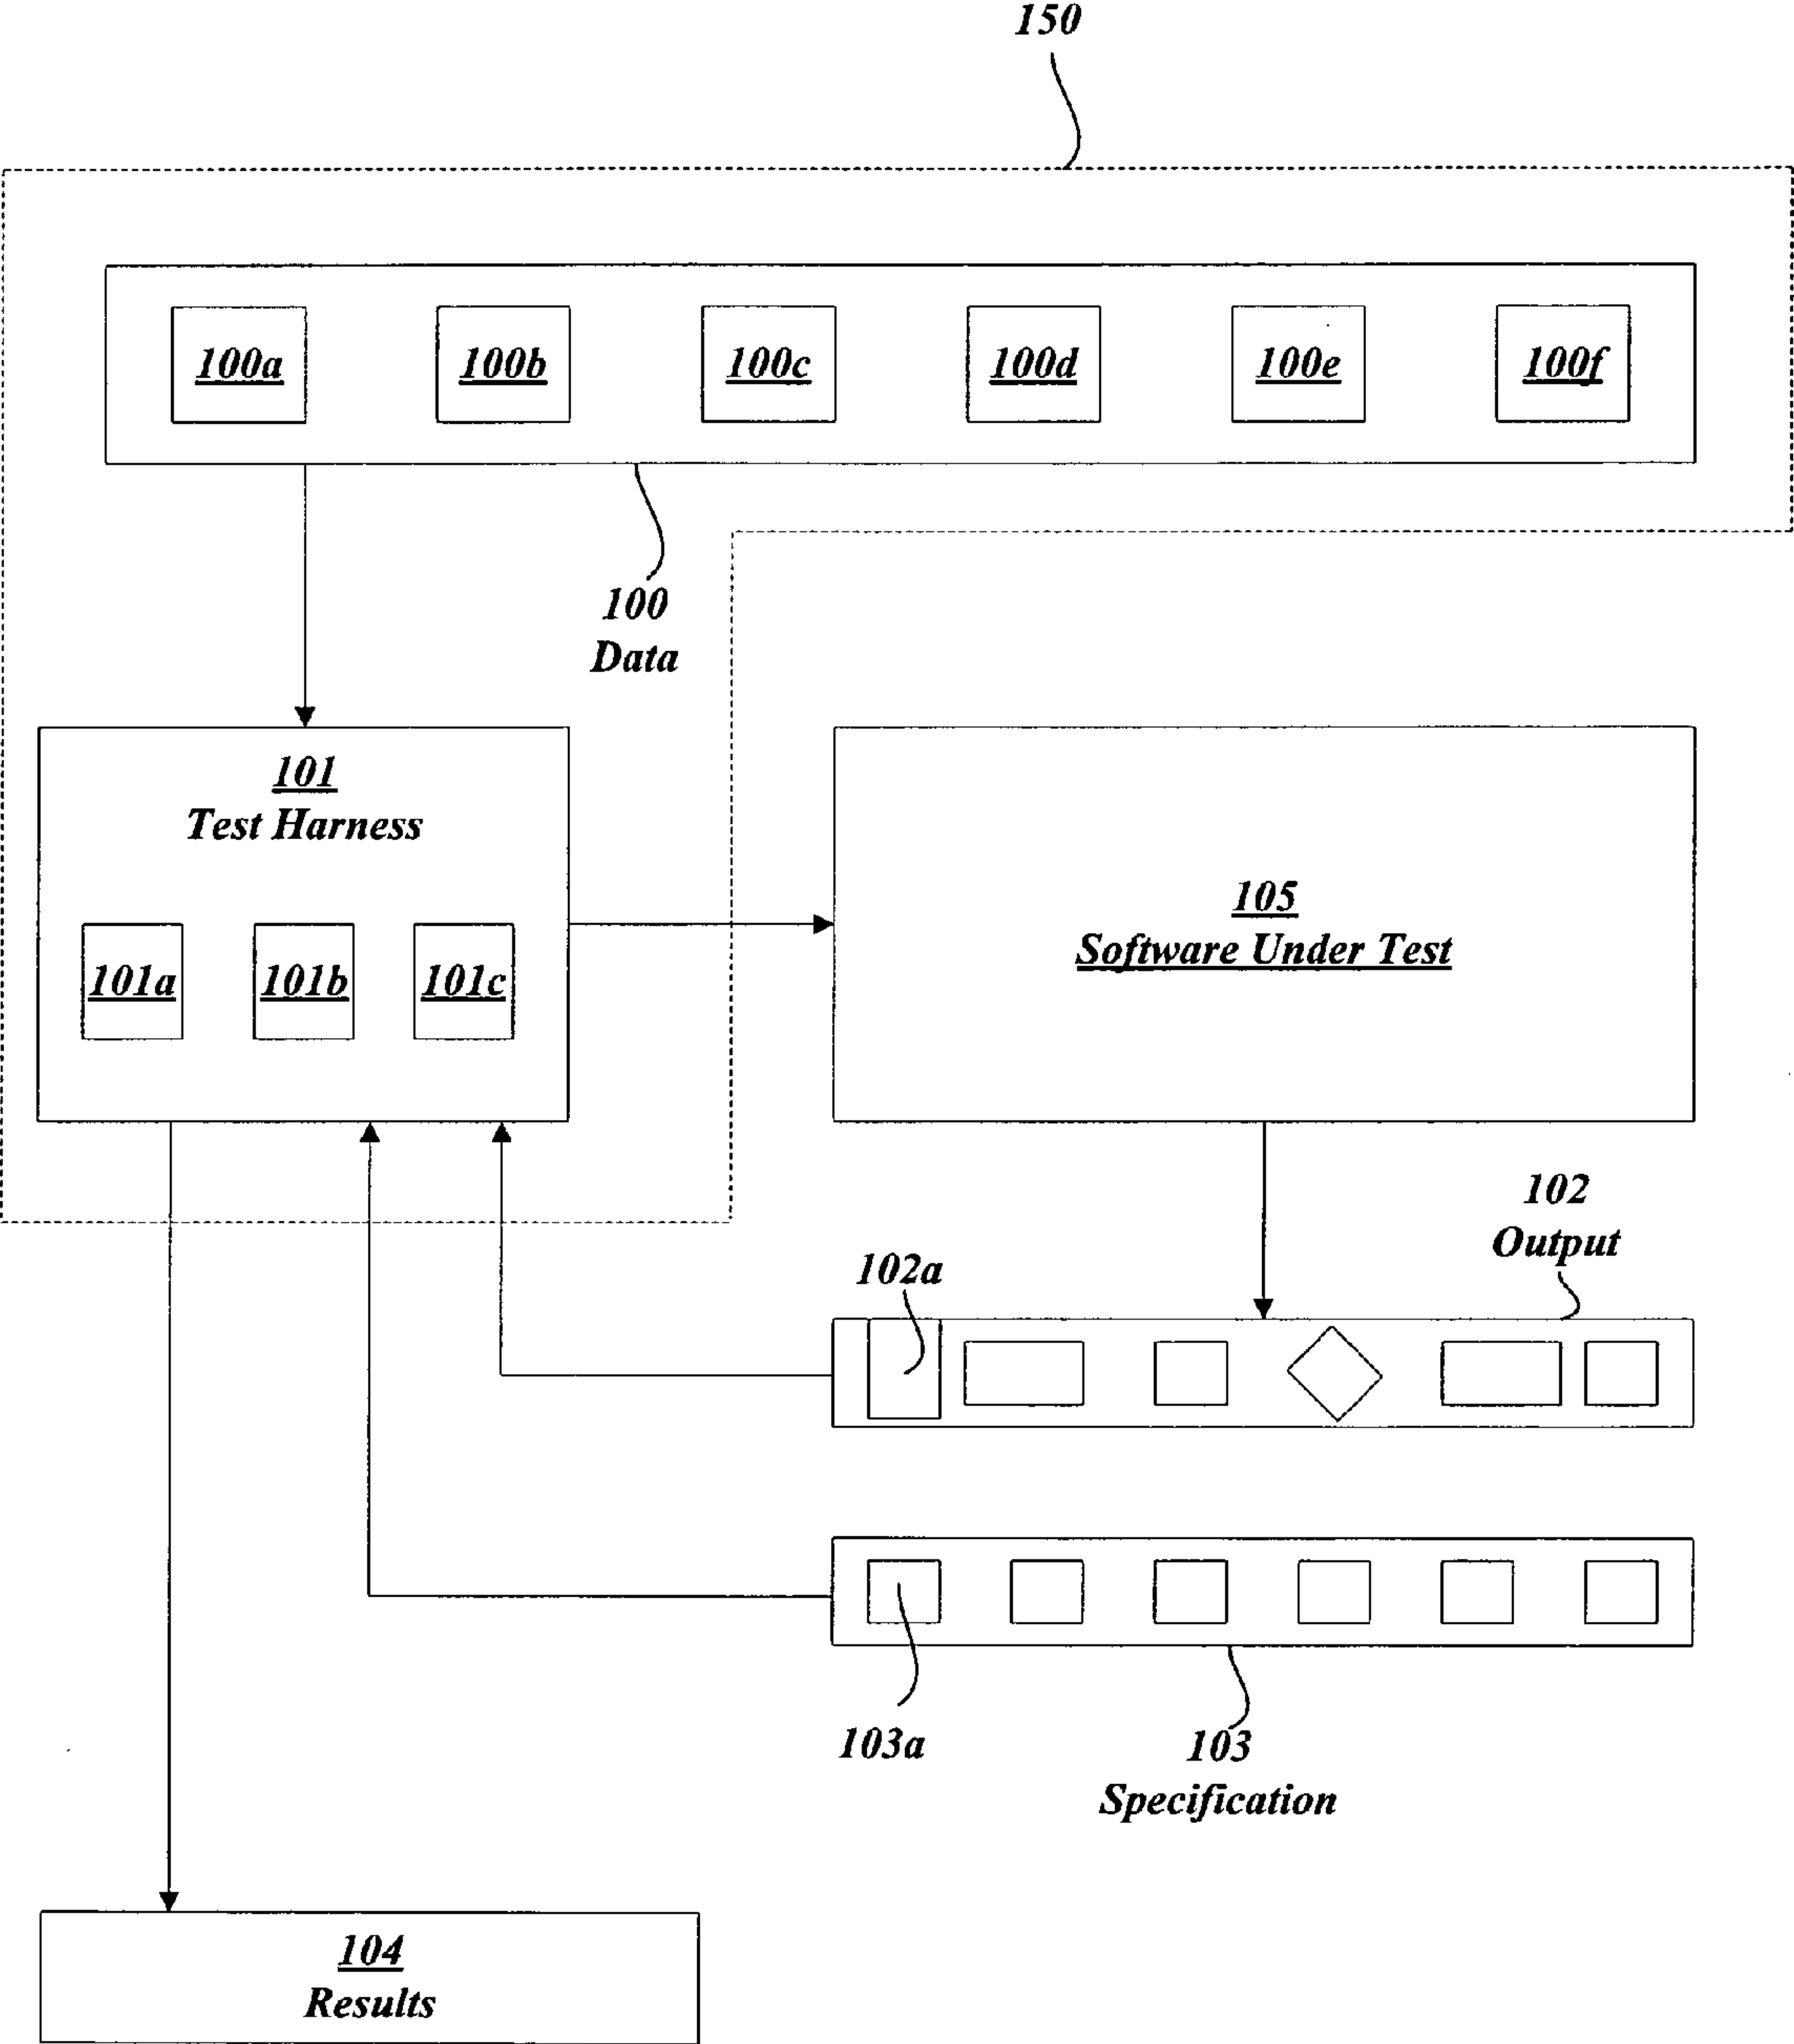 150
100a
100b
100c
100d
100e
100f
100
Data
101
Test Harness
101a
101b
101c
105
Software Under Test
102
Output
102a
103a
103
Specification
104
Results